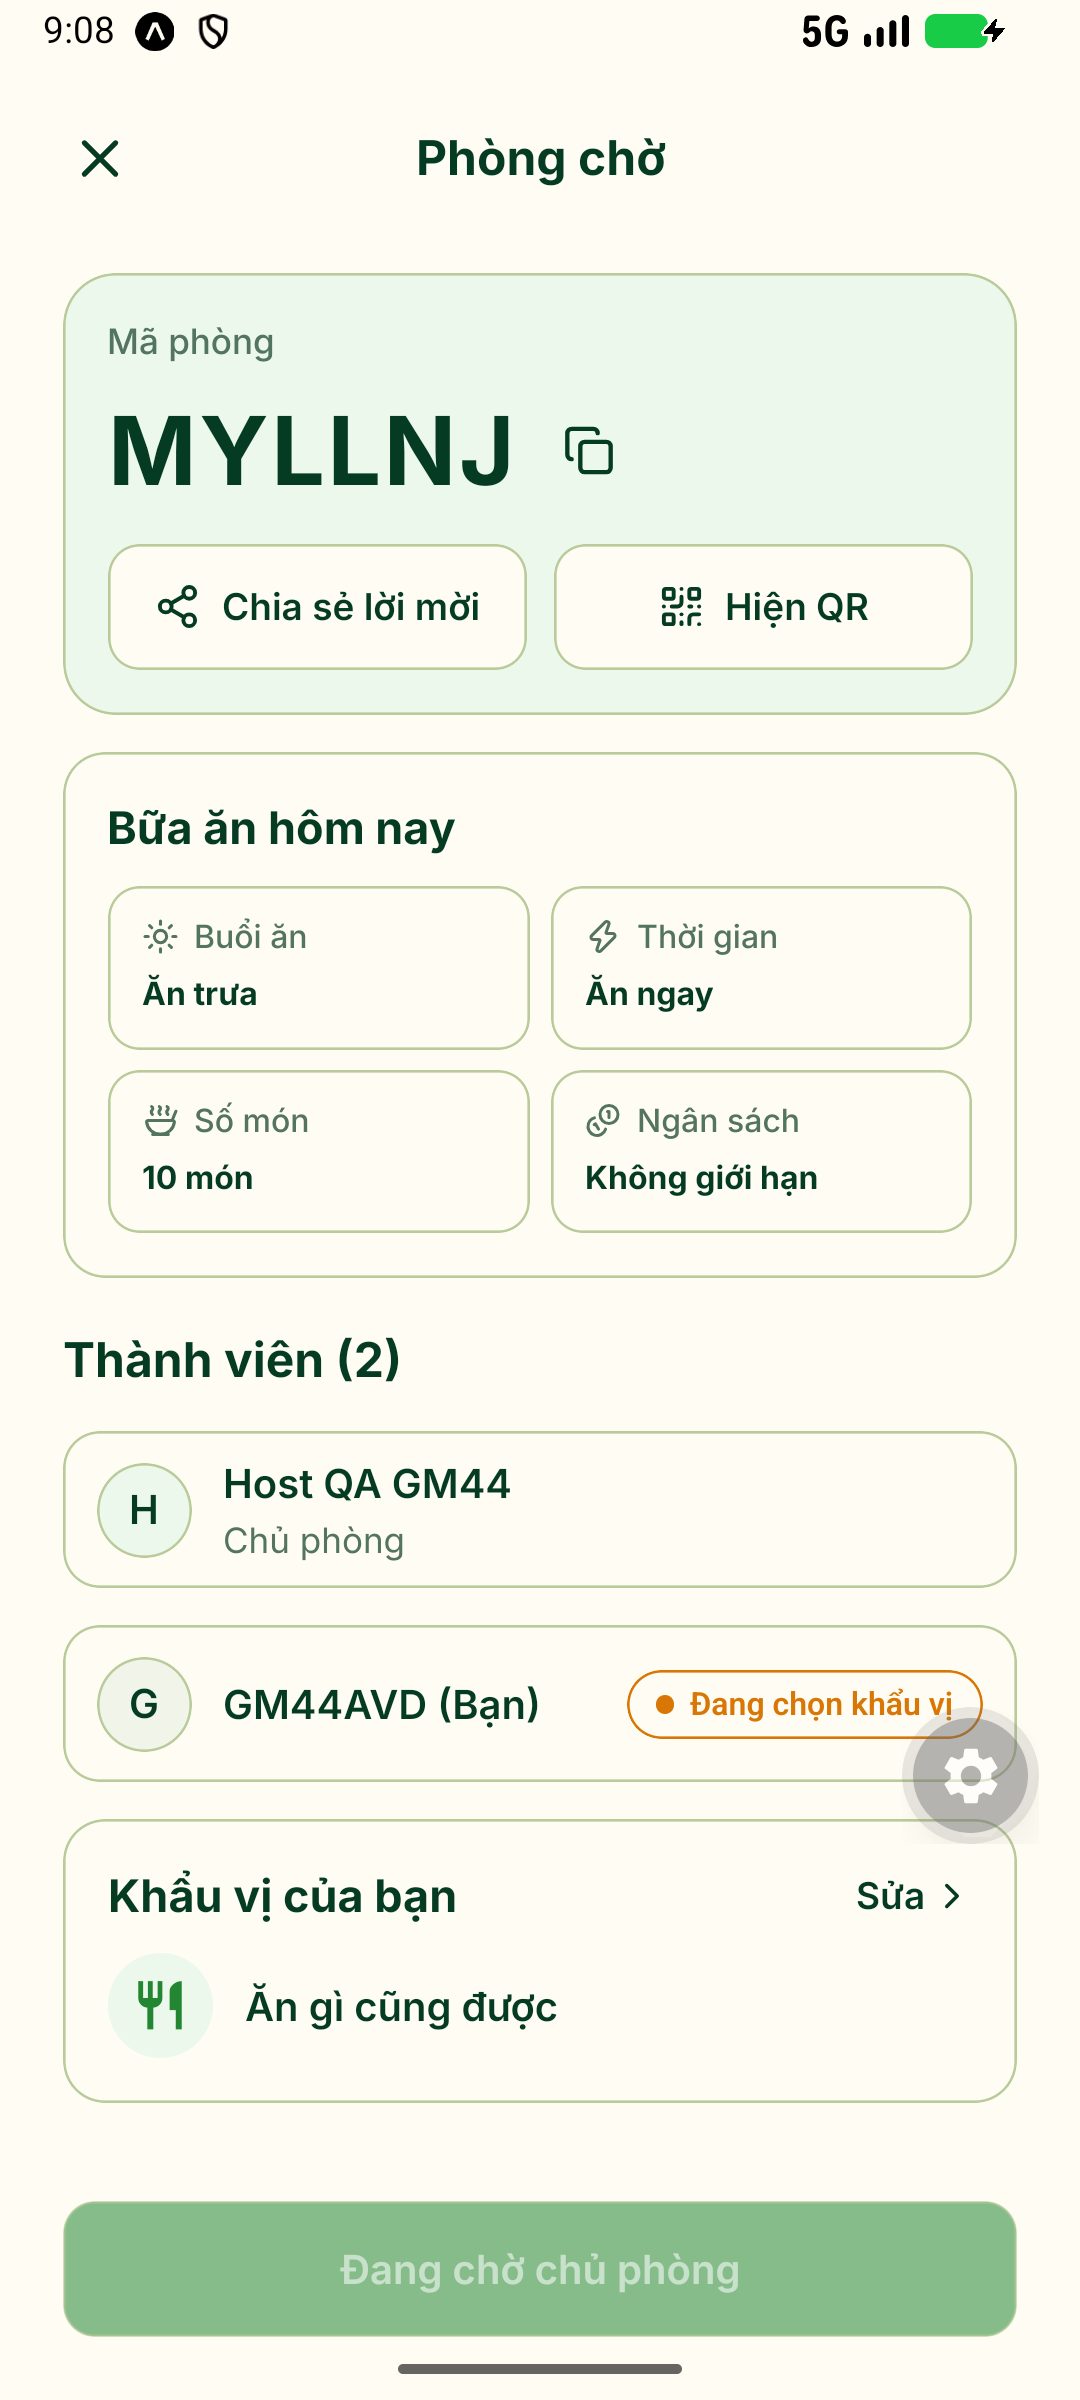 9:08
5G
Phòng chờ
Mã phòng
MYLLNJ
Chia sẻ lời mời
Hiện QR
Bữa ăn hôm nay
Buổi ăn
Ăn trưa
Thời gian
Ăn ngay
Số món
10 món
Ngân sách
Không giới hạn
Thành viên (2)
H
Host QA GM44
Chủ phòng
G
GM44AVD (Bạn)
Đang chọn khẩu vị
Khẩu vị của bạn
Sửa
Ăn gì cũng được
Đang chờ chủ phòng